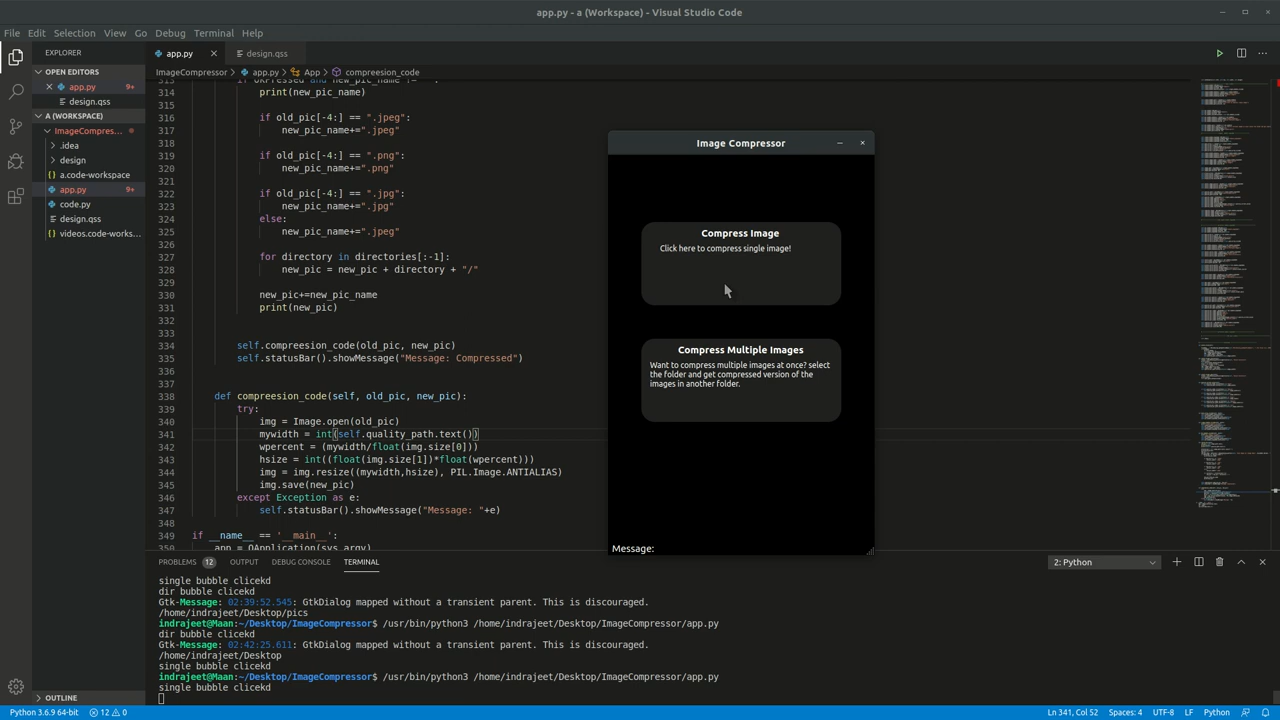 app.py - a (Workspace) - Visual Studio Code
File Edit Selection View Go Debug Terminal Help
EXPLORER
OPEN EDITORS
app.py 9+
design.qss
A (WORKSPACE)
ImageCompres...
.idea
design
a.code-workspace
app.py 9+
code.py
design.qss
videos.code-works...
OUTLINE
app.py design.qss
ImageCompressor > app.py > App > compreesion_code
314 print(new_pic_name)
315
316 if old_pic[-4:] == ".jpeg":
317 new_pic_name+=".jpeg"
318
319 if old_pic[-4:] == ".png":
320 new_pic_name+=".png"
321
322 if old_pic[-4:] == ".jpg":
323 new_pic_name+=".jpg"
324 else:
325 new_pic_name+=".jpeg"
326
327 for directory in directories[:-1]:
328 new_pic = new_pic + directory + "/"
329
330 new_pic+=new_pic_name
331 print(new_pic)
332
333
334 self.compreesion_code(old_pic, new_pic)
335 self.statusBar().showMessage("Message: Compressed")
336
337
338 def compreesion_code(self, old_pic, new_pic):
339 try:
340 img = Image.open(old_pic)
341 mywidth = int(self.quality_path.text())
342 wpercent = (mywidth/float(img.size[0]))
343 hsize = int((float(img.size[1])*float(wpercent)))
344 img = img.resize((mywidth,hsize), PIL.Image.ANTIALIAS)
345 img.save(new_pic)
346 except Exception as e:
347 self.statusBar().showMessage("Message: "+e)
348
349 if __name__ == '__main__':
350 app = QApplication(sys.argv)
Image Compressor
Compress Image
Click here to compress single image!
Compress Multiple Images
Want to compress multiple images at once? select
the folder and get compressed version of the
images in another folder.
Message:
PROBLEMS 12 OUTPUT DEBUG CONSOLE TERMINAL 2: Python
single bubble clicekd
dir bubble clicekd
Gtk-Message: 02:39:52.545: GtkDialog mapped without a transient parent. This is discouraged.
/home/indrajeet/Desktop/pics
indrajeet@Maan:~/Desktop/ImageCompressor$ /usr/bin/python3 /home/indrajeet/Desktop/ImageCompressor/app.py
dir bubble clicekd
Gtk-Message: 02:42:25.611: GtkDialog mapped without a transient parent. This is discouraged.
/home/indrajeet/Desktop
single bubble clicekd
indrajeet@Maan:~/Desktop/ImageCompressor$ /usr/bin/python3 /home/indrajeet/Desktop/ImageCompressor/app.py
single bubble clicekd
Python 3.6.9 64-bit 12 0 Ln 341, Col 52 Spaces: 4 UTF-8 LF Python